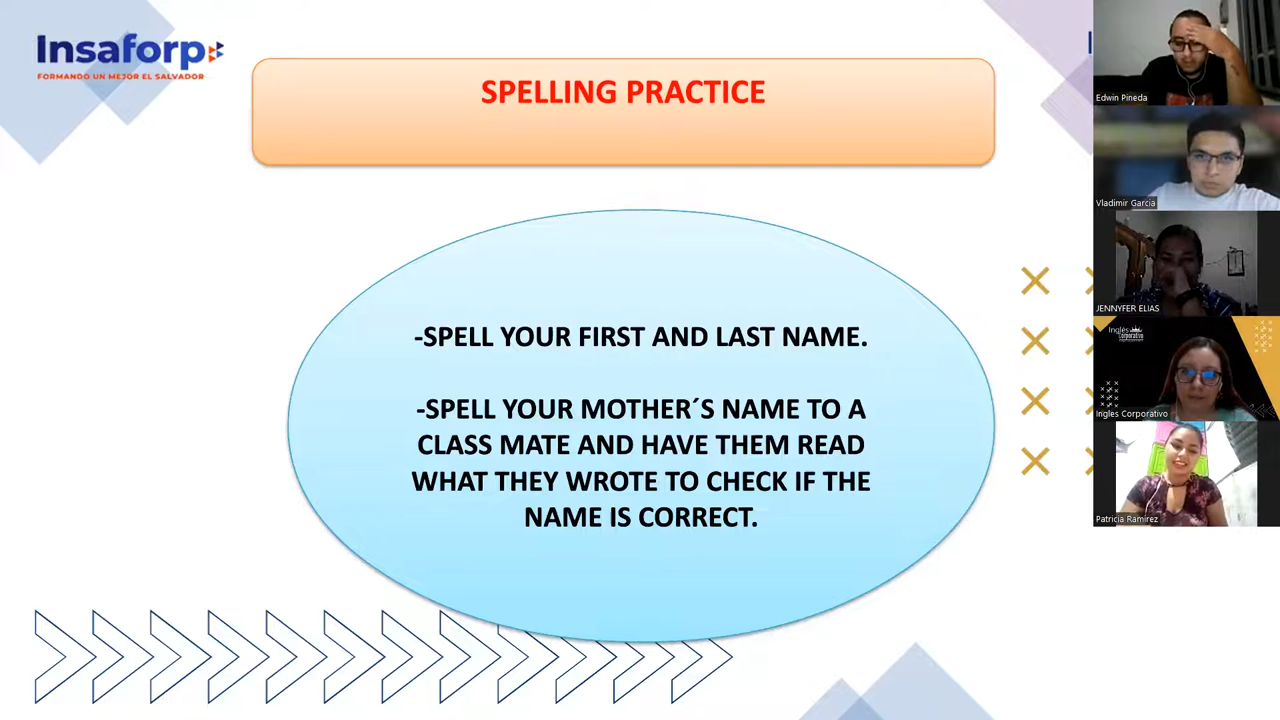 Insaforp
FORMANDO UN MEJOR EL SALVADOR
SPELLING PRACTICE
-SPELL YOUR FIRST AND LAST NAME.
-SPELL YOUR MOTHER´S NAME TO A
CLASS MATE AND HAVE THEM READ
WHAT THEY WROTE TO CHECK IF THE
NAME IS CORRECT.
Edwin Pineda
Vladimir Garcia
JENNYFER ELIAS
Inglés
Corporativo
Ingles Corporativo
Patricia Ramirez